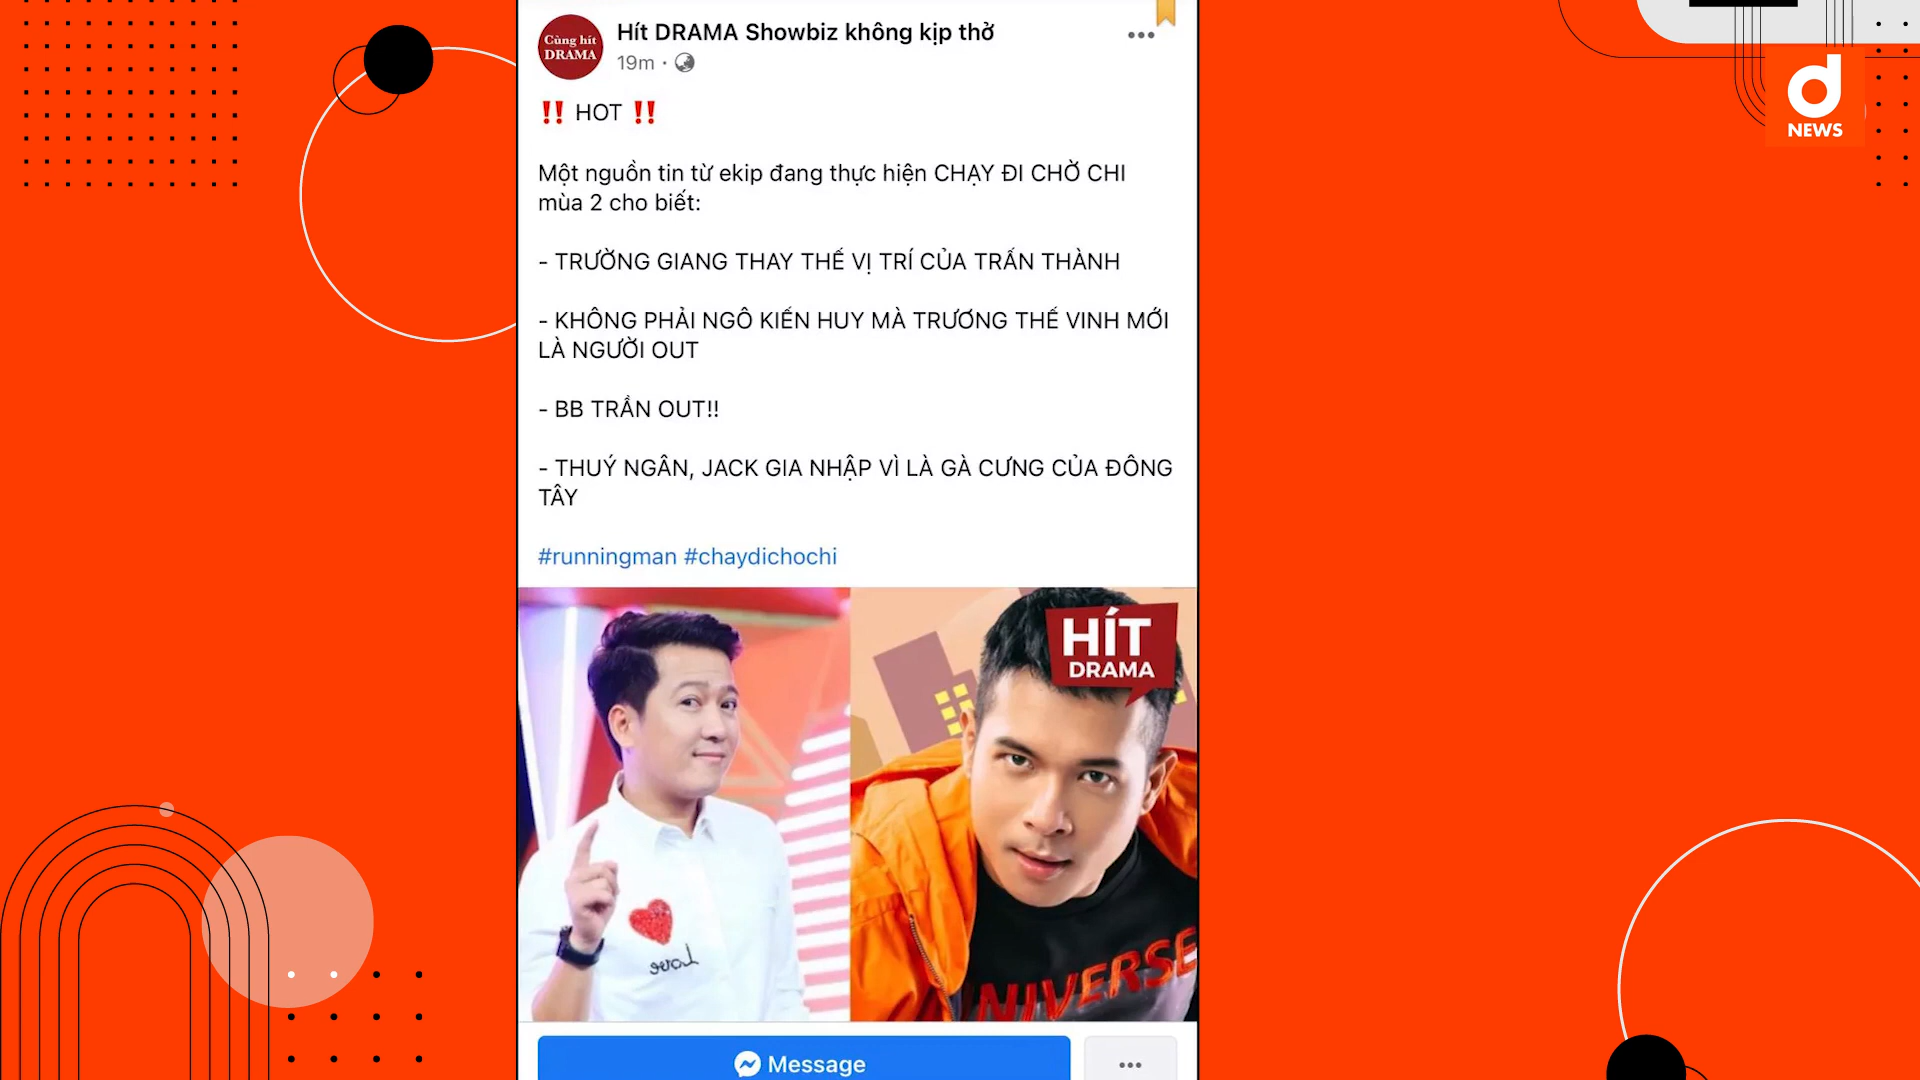 Cùng hít
DRAMA
Hít DRAMA Showbiz không kịp thở
19m ·
‼️ HOT ‼️
Một nguồn tin từ ekip đang thực hiện CHẠY ĐI CHỜ CHI
mùa 2 cho biết:
- TRƯỜNG GIANG THAY THẾ VỊ TRÍ CỦA TRẤN THÀNH
- KHÔNG PHẢI NGÔ KIẾN HUY MÀ TRƯƠNG THẾ VINH MỚI
LÀ NGƯỜI OUT
- BB TRẦN OUT!!
- THUÝ NGÂN, JACK GIA NHẬP VÌ LÀ GÀ CƯNG CỦA ĐÔNG
TÂY
#runningman #chaydichochi
HÍT
DRAMA
Love
NIVERSE
Message
d
NEWS